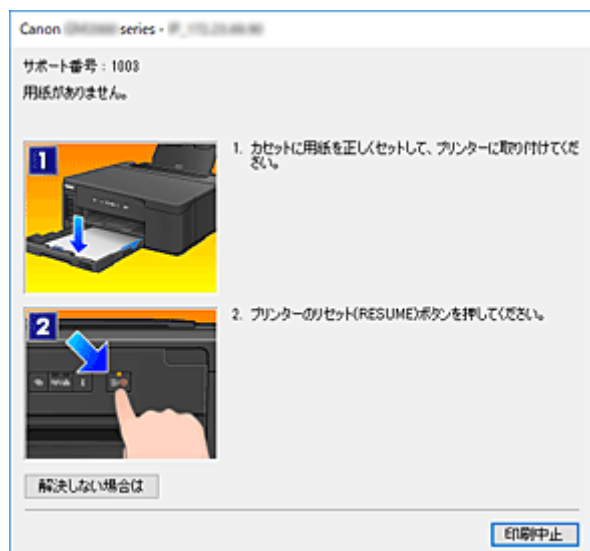 Canon series -
サポート番号：1003
用紙がありません。
1
1. カセットに用紙を正しくセットして、プリンターに取り付けてくだ
さい。
2
2. プリンターのリセット(RESUME)ボタンを押してください。
解決しない場合は
印刷中止